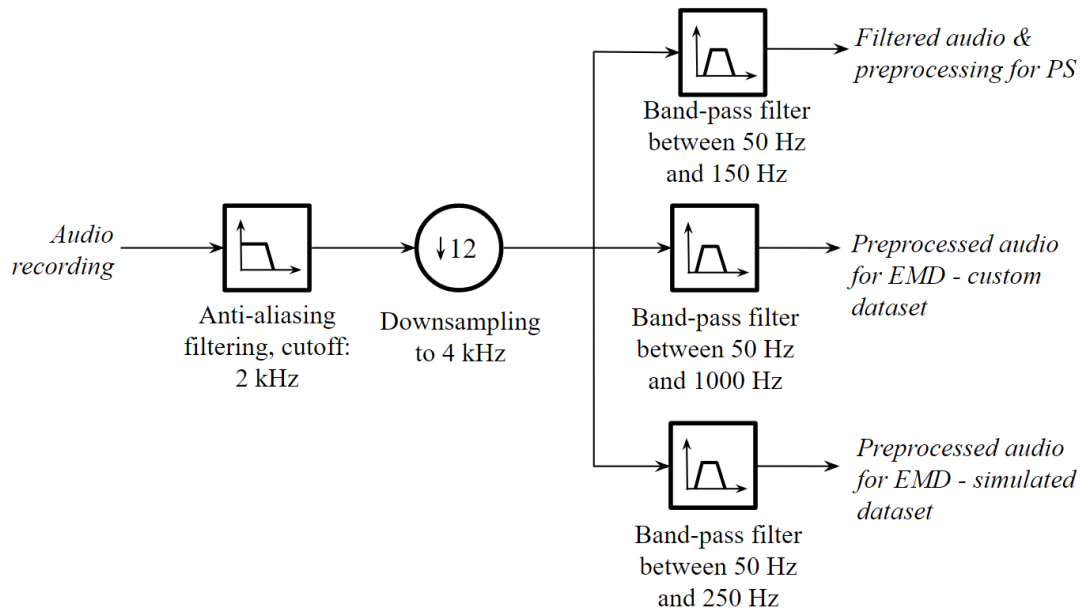 Audio
recording
Anti-aliasing
filtering, cutoff:
2 kHz
↓12
Downsampling
to 4 kHz
Band-pass filter
between 50 Hz
and 150 Hz
Filtered audio &
preprocessing for PS
Band-pass filter
between 50 Hz
and 1000 Hz
Preprocessed audio
for EMD - custom
dataset
Band-pass filter
between 50 Hz
and 250 Hz
Preprocessed audio
for EMD - simulated
dataset